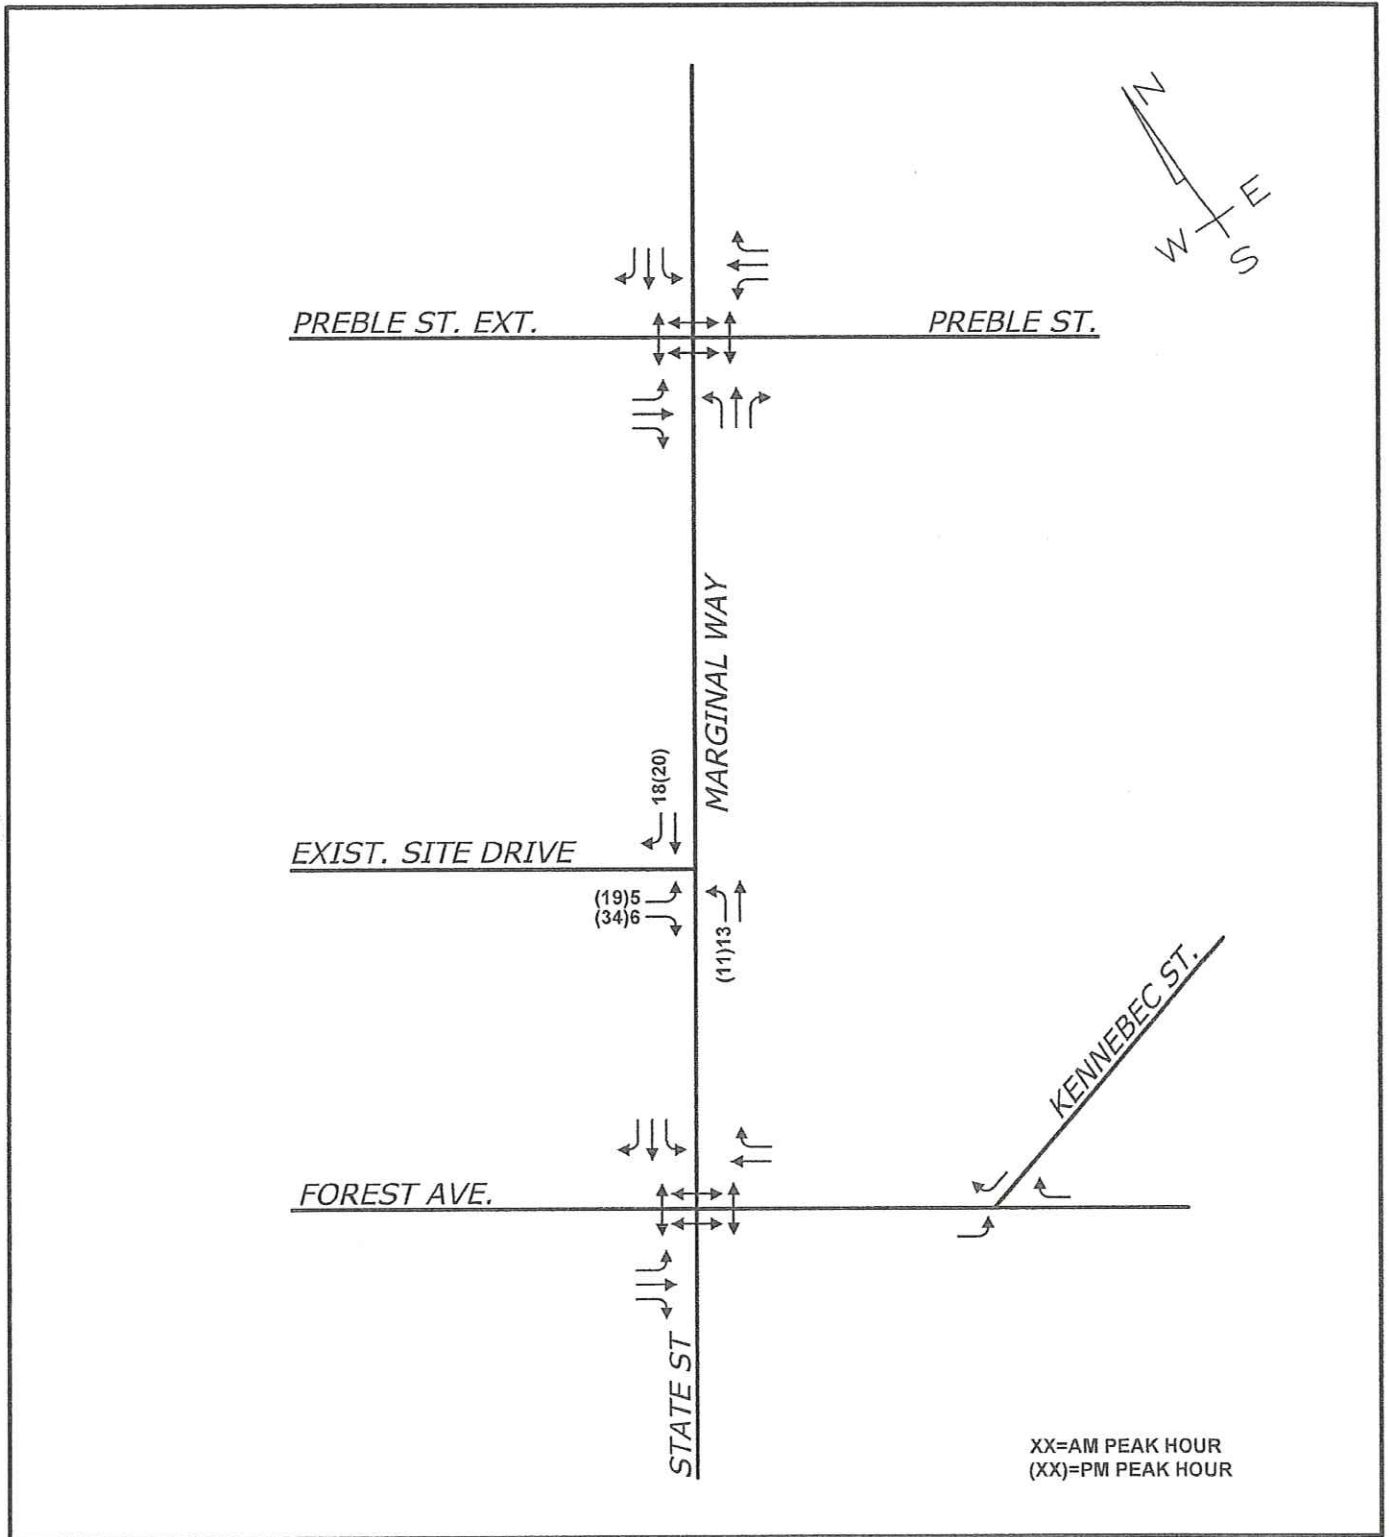 N
E
W
S
PREBLE ST. EXT.
PREBLE ST.
MARGINAL WAY
18(20)
EXIST. SITE DRIVE
(19)5
(34)6
(11)13
KENNEBEC ST.
FOREST AVE.
STATE ST
XX=AM PEAK HOUR
(XX)=PM PEAK HOUR